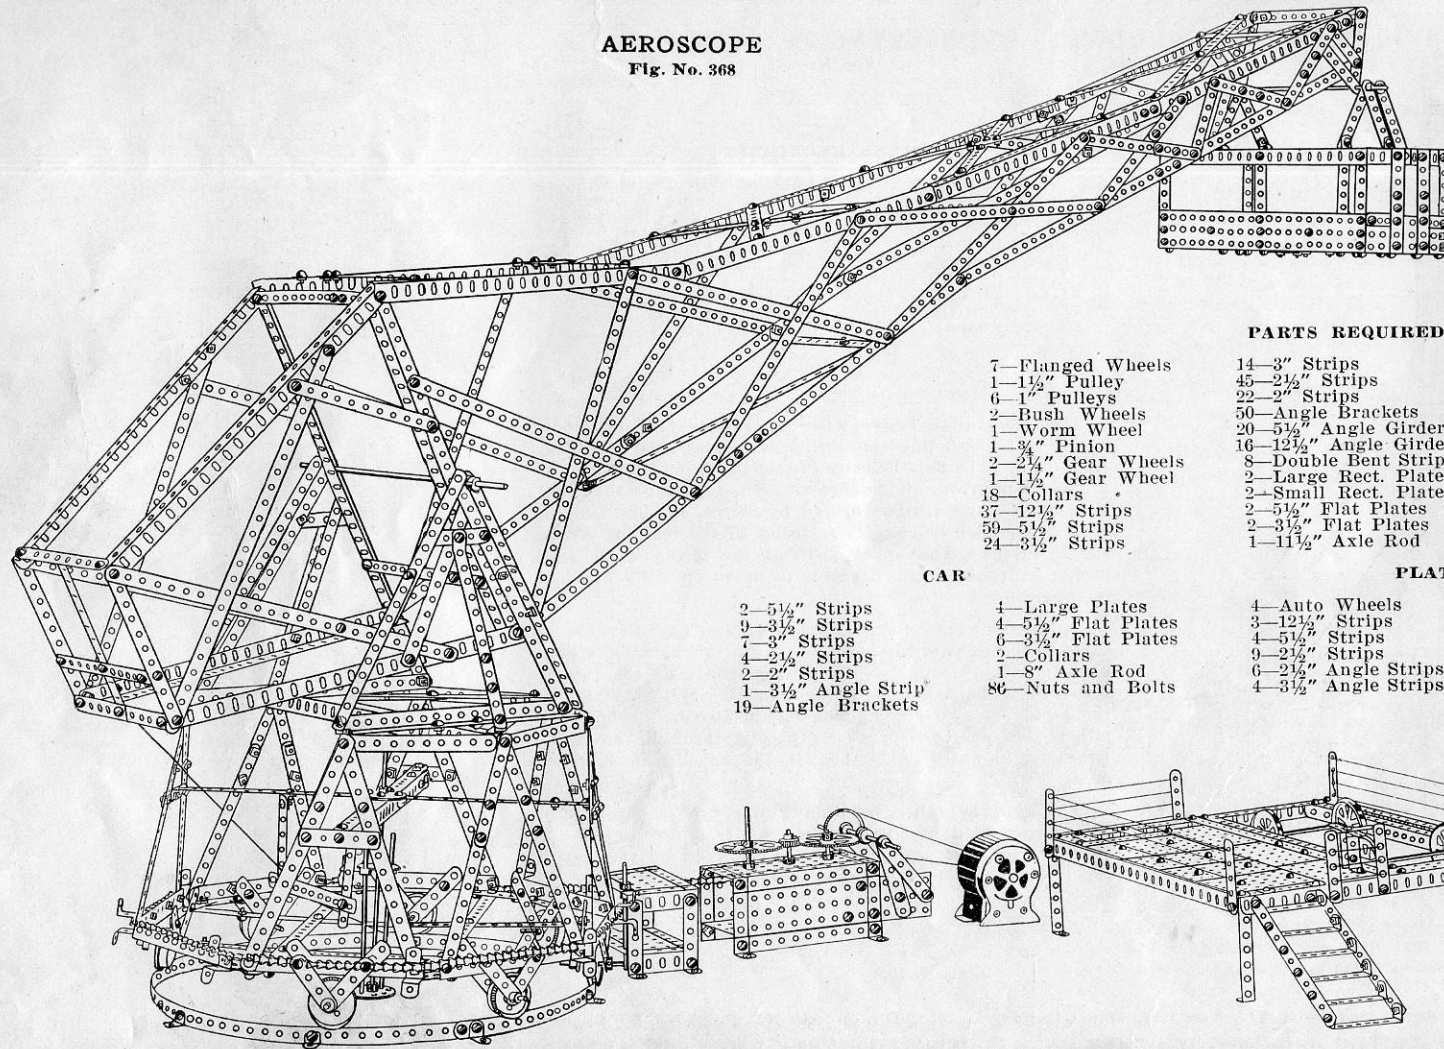 AEROSCOPE
Fig. No. 368
PARTS REQUIRED
7—Flanged Wheels
1—1½" Pulley
6—1" Pulleys
2—Bush Wheels
1—Worm Wheel
1—¾" Pinion
2—2¼" Gear Wheels
1—1½" Gear Wheel
18—Collars
37—12½" Strips
59—5½" Strips
24—3½" Strips
14—3" Strips
45—2½" Strips
22—2" Strips
50—Angle Brackets
20—5½" Angle Girder
16—12½" Angle Girde
8—Double Bent Strip
2—Large Rect. Plate
2—Small Rect. Plate
2—5½" Flat Plates
2—3½" Flat Plates
1—11½" Axle Rod
CAR
2—5½" Strips
9—3½" Strips
7—3" Strips
4—2½" Strips
2—2" Strips
1—3½" Angle Strip
19—Angle Brackets
4—Large Plates
4—5½" Flat Plates
6—3½" Flat Plates
2—Collars
1—8" Axle Rod
86—Nuts and Bolts
PLAT
4—Auto Wheels
3—12½" Strips
4—5½" Strips
9—2½" Strips
6—2½" Angle Strips
4—3½" Angle Strips